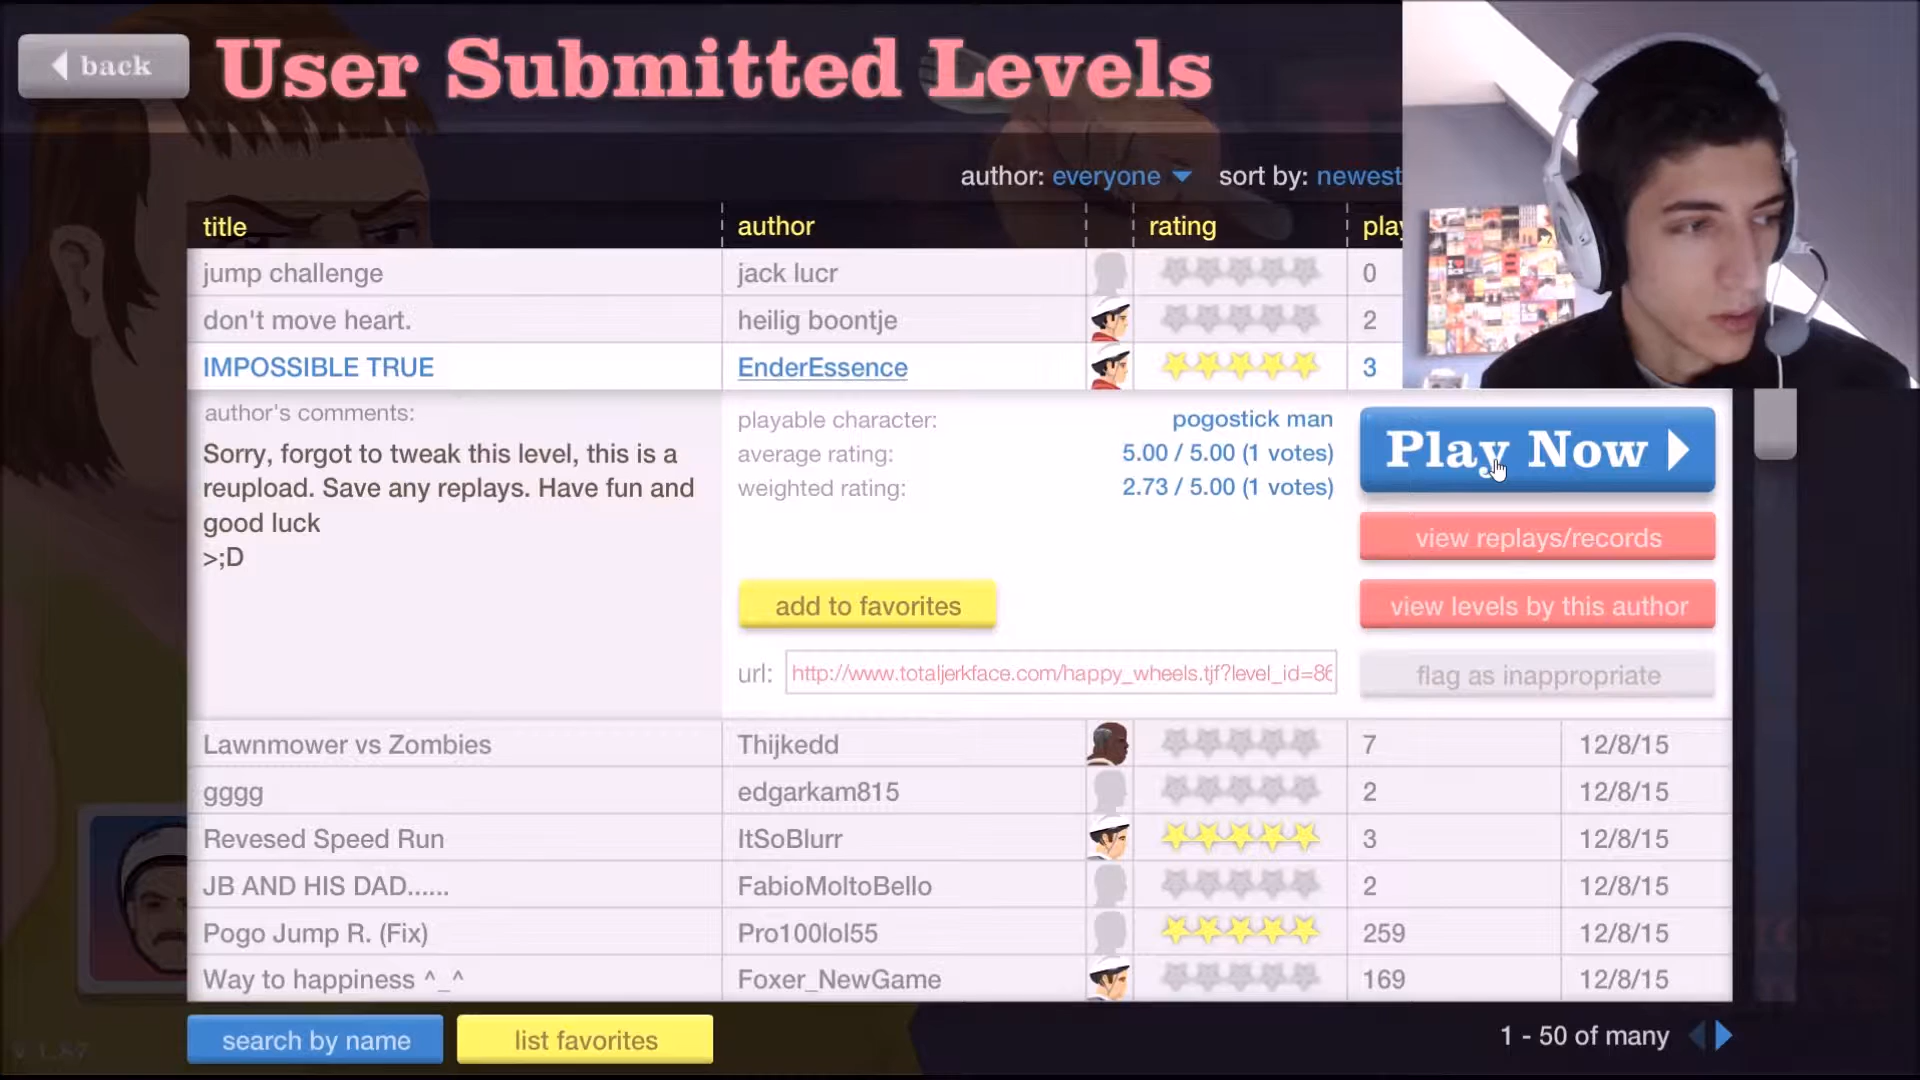 back
User Submitted Levels
author: everyone sort by: newest
title author rating play
jump challenge jack lucr 0
don't move heart. heilig boontje 2
IMPOSSIBLE TRUE EnderEssence 3
author's comments:
Sorry, forgot to tweak this level, this is a
reupload. Save any replays. Have fun and
good luck
>;D
playable character: pogostick man
average rating: 5.00 / 5.00 (1 votes)
weighted rating: 2.73 / 5.00 (1 votes)
add to favorites
url: http://www.totaljerkface.com/happy_wheels.tjf?level_id=86
Play Now
view replays/records
view levels by this author
flag as inappropriate
Lawnmower vs Zombies Thijkedd 7 12/8/15
gggg edgarkam815 2 12/8/15
Revesed Speed Run ItSoBlurr 3 12/8/15
JB AND HIS DAD...... FabioMoltoBello 2 12/8/15
Pogo Jump R. (Fix) Pro100lol55 259 12/8/15
Way to happiness ^_^ Foxer_NewGame 169 12/8/15
search by name list favorites 1 - 50 of many
v 1.87